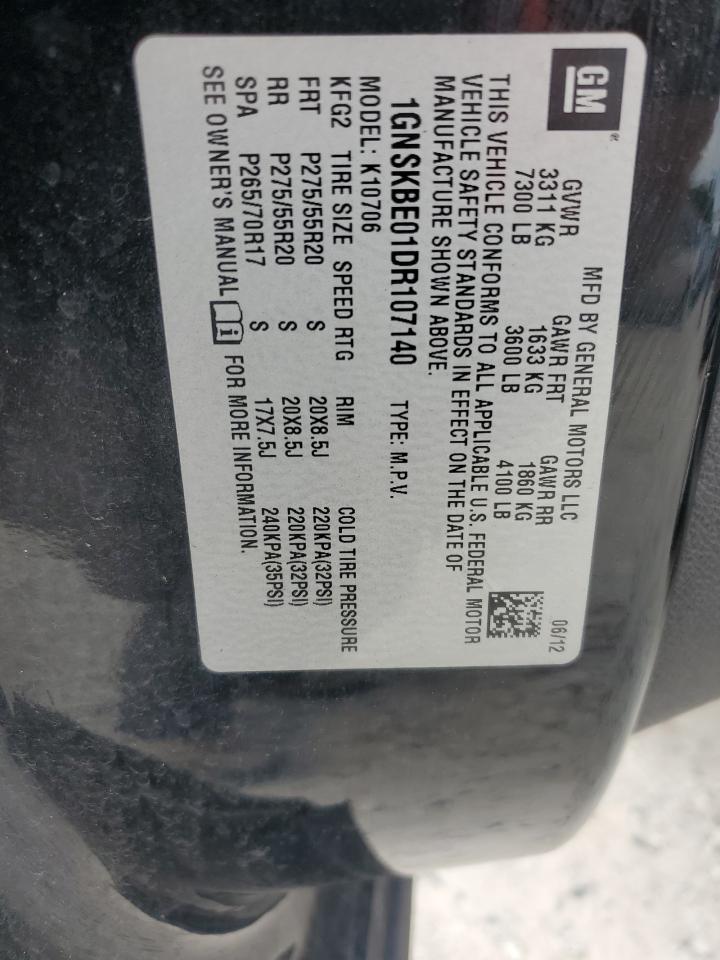 GM®
MFD BY GENERAL MOTORS LLC 06/12
GVWR GAWR FRT GAWR RR
3311 KG 1633 KG 1860 KG
7300 LB 3600 LB 4100 LB
THIS VEHICLE CONFORMS TO ALL APPLICABLE U.S. FEDERAL MOTOR
VEHICLE SAFETY STANDARDS IN EFFECT ON THE DATE OF
MANUFACTURE SHOWN ABOVE.
1GNSKBE01DR107140 TYPE: M.P.V.
MODEL: K10706
KFG2 TIRE SIZE SPEED RTG RIM COLD TIRE PRESSURE
FRT P275/55R20 S 20X8.5J 220KPA(32PSI)
RR P275/55R20 S 20X8.5J 220KPA(32PSI)
SPA P265/70R17 S 17X7.5J 240KPA(35PSI)
SEE OWNER'S MANUAL i FOR MORE INFORMATION.